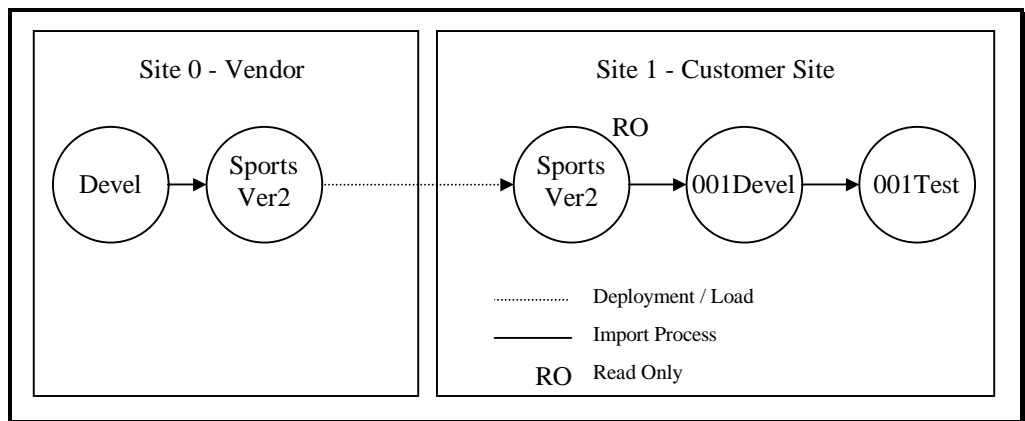 Site 0 - Vendor
Devel
Sports
Ver2
Site 1 - Customer Site
RO
Sports
Ver2
001Devel
001Test
Deployment / Load
Import Process
RO Read Only